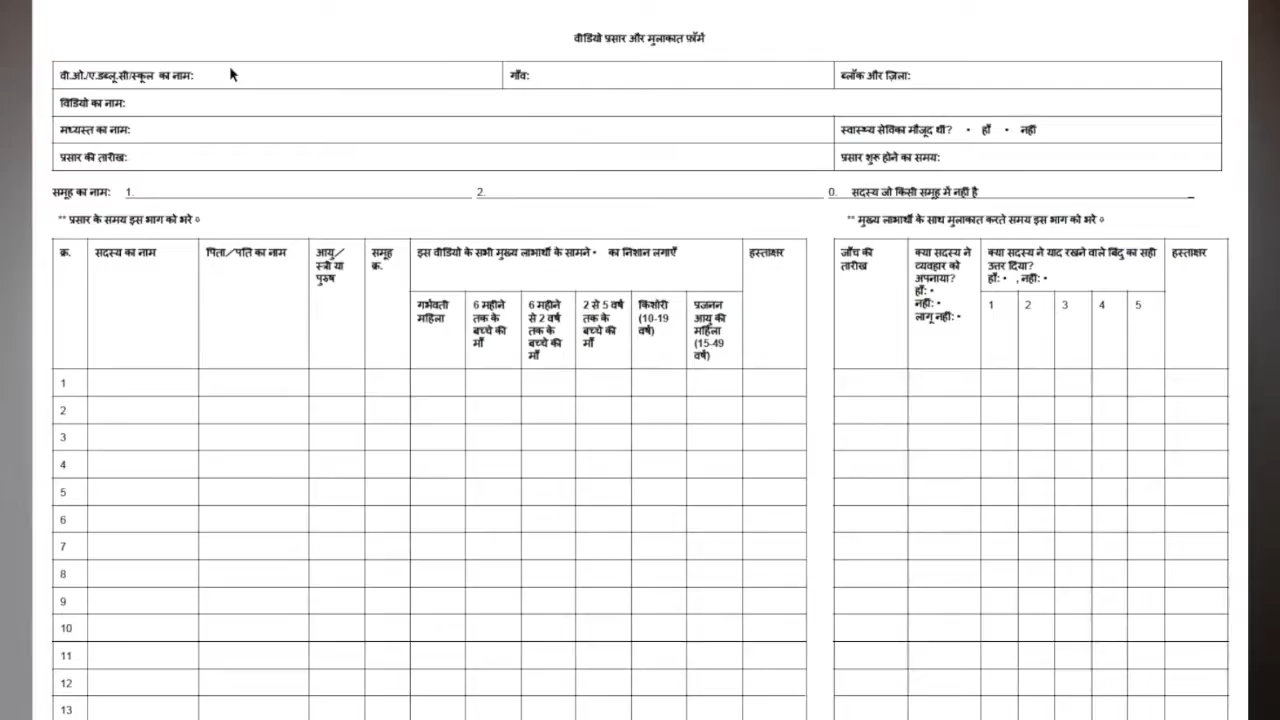 वीडियो प्रसार और मुलाकात फ़ॉर्म
वी.ओ./ए.डब्लू.सी/स्कूल का नाम: गाँव: ब्लॉक और ज़िला:
विडियो का नाम:
मध्यस्त का नाम: स्वास्थ्य सेविका मौजूद थी? • हाँ • नहीं
प्रसार की तारीख: प्रसार शुरू होने का समय:
समूह का नाम: 1. 2. 0. सदस्य जो किसी समूह में नहीं है
** प्रसार के समय इस भाग को भरे ० ** मुख्य लाभार्थी के साथ मुलाकात करते समय इस भाग को भरे ०
क्र.
सदस्य का नाम
पिता/पति का नाम
आयु/
स्त्री या
पुरुष
समूह
क्र.
इस वीडियो के सभी मुख्य लाभार्थी के सामने • का निशान लगाएँ
गर्भवती
महिला
6 महीने
तक के
बच्चे की
माँ
6 महीने
से 2 वर्ष
तक के
बच्चे की
माँ
2 से 5 वर्ष
तक के
बच्चे की
माँ
किशोरी
(10-19
वर्ष)
प्रजनन
आयु की
महिला
(15-49
वर्ष)
हस्ताक्षर
जाँच की
तारीख
क्या सदस्य ने
व्यवहार को
अपनाया?
हाँ: •
नहीं: •
लागू नहीं: •
क्या सदस्य ने याद रखने वाले बिंदु का सही
उत्तर दिया?
हाँ: • , नहीं: •
1 2 3 4 5
हस्ताक्षर
1
2
3
4
5
6
7
8
9
10
11
12
13